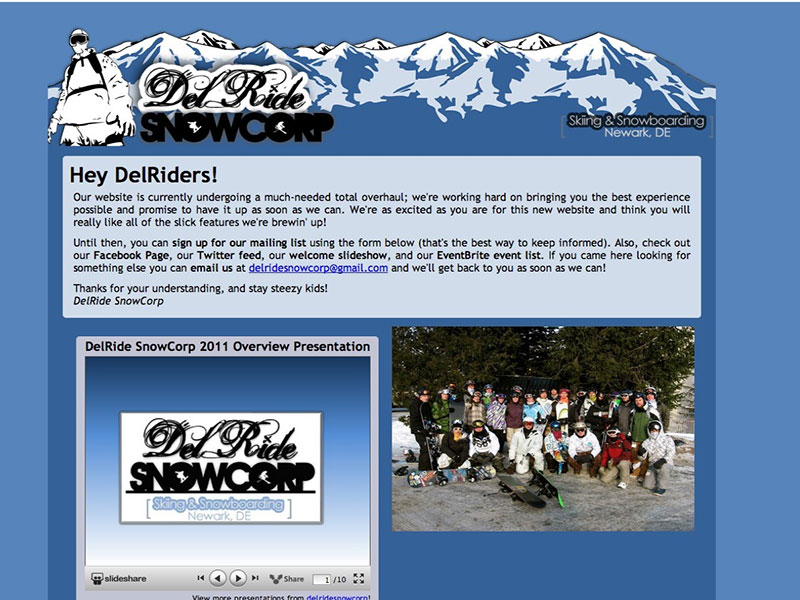 Del Ride
SNOWCORP
Skiing & Snowboarding
Newark, DE
Hey DelRiders!
Our website is currently undergoing a much-needed total overhaul; we're working hard on bringing you the best experience
possible and promise to have it up as soon as we can. We're as excited as you are for this new website and think you will
really like all of the slick features we're brewin' up!
Until then, you can sign up for our mailing list using the form below (that's the best way to keep informed). Also, check out
our Facebook Page, our Twitter feed, our welcome slideshow, and our EventBrite event list. If you came here looking for
something else you can email us at delridesnowcorp@gmail.com and we'll get back to you as soon as we can!
Thanks for your understanding, and stay steezy kids!
DelRide SnowCorp
DelRide SnowCorp 2011 Overview Presentation
Del Ride
SNOWCORP
[Skiing & Snowboarding]
Newark, DE
slideshare
Share
1 /10
View more presentations from delridesnowcorp!